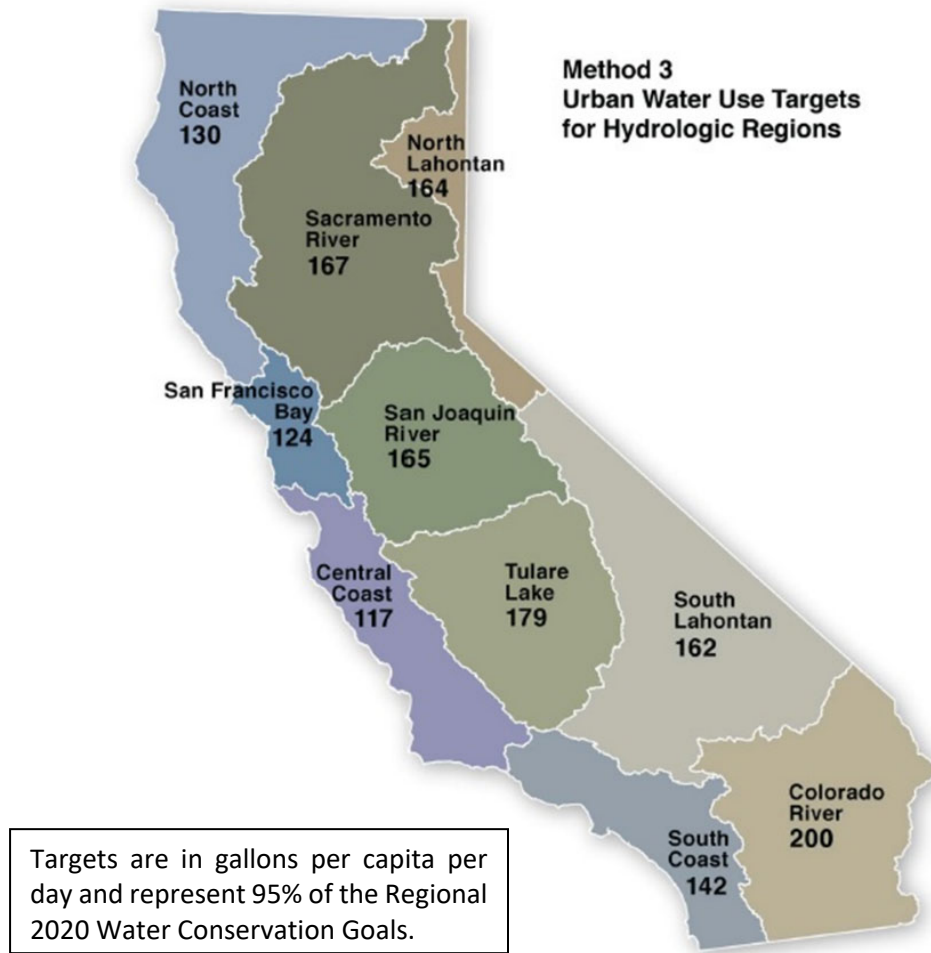 Method 3
Urban Water Use Targets
for Hydrologic Regions
North
Coast
130
North
Lahontan
164
Sacramento
River
167
San Francisco
Bay
124
San Joaquin
River
165
Central
Coast
117
Tulare
Lake
179
South
Lahontan
162
Colorado
River
200
South
Coast
142
Targets are in gallons per capita per
day and represent 95% of the Regional
2020 Water Conservation Goals.